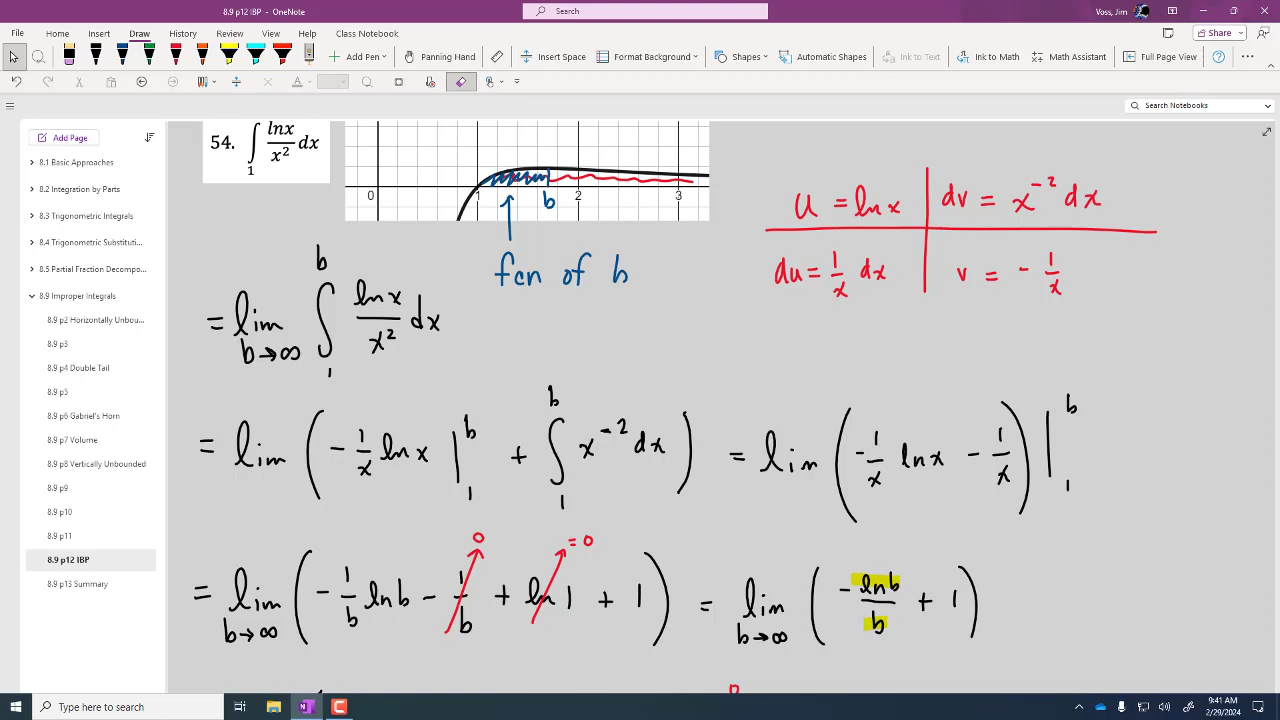 8.9 p12 IBP - OneNote
Search
Voss, Jim
File Home Insert Draw History Review View Help Class Notebook
Share
Add Pen
Panning Hand
Insert Space
Format Background
Shapes
Automatic Shapes
Ink to Text
Ink to Math
Math Assistant
Full Page View
Search Notebooks
Add Page
8.1 Basic Approaches
8.2 Integration by Parts
8.3 Trigonometric Integrals
8.4 Trigonometric Substituti...
8.5 Partial Fraction Decompo...
8.9 Improper Integrals
8.9 p2 Horizontally Unbou...
8.9 p3
8.9 p4 Double Tail
8.9 p5
8.9 p6 Gabriel's Horn
8.9 p7 Volume
8.9 p8 Vertically Unbounded
8.9 p9
8.9 p10
8.9 p11
8.9 p12 IBP
8.9 p13 Summary
54. ∫₁ lnx/x² dx
0 1 b 2 3
fcn of b
u = ln x | dv = x⁻² dx
du = 1/x dx | v = - 1/x
= lim b→∞ ∫₁ᵇ ln x/x² dx
= lim ( - 1/x ln x |₁ᵇ + ∫₁ᵇ x⁻² dx ) = lim ( - 1/x ln x - 1/x ) |₁ᵇ
0 = 0
= lim b→∞ ( - 1/b ln b - 1/b + ln 1 + 1 ) = lim b→∞ ( - ln b/b + 1 )
Type here to search
9:41 AM
2/29/2024